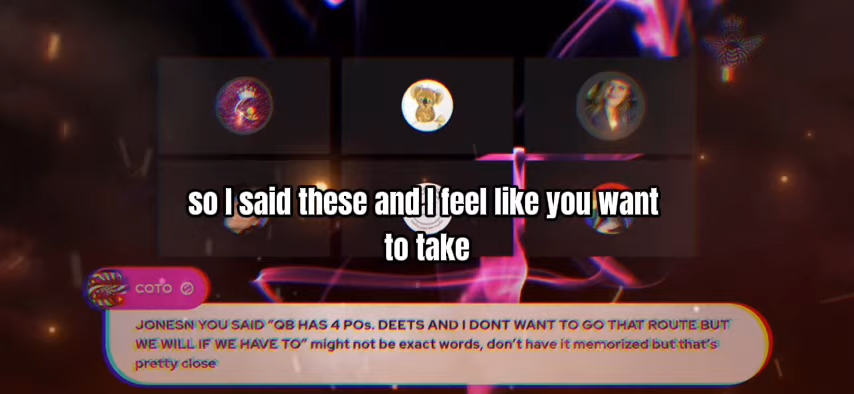 so I said these and I feel like you want
to take
COTO
JONESN YOU SAID "QB HAS 4 POs. DEETS AND I DONT WANT TO GO THAT ROUTE BUT
WE WILL IF WE HAVE TO" might not be exact words, don't have it memorized but that's
pretty close